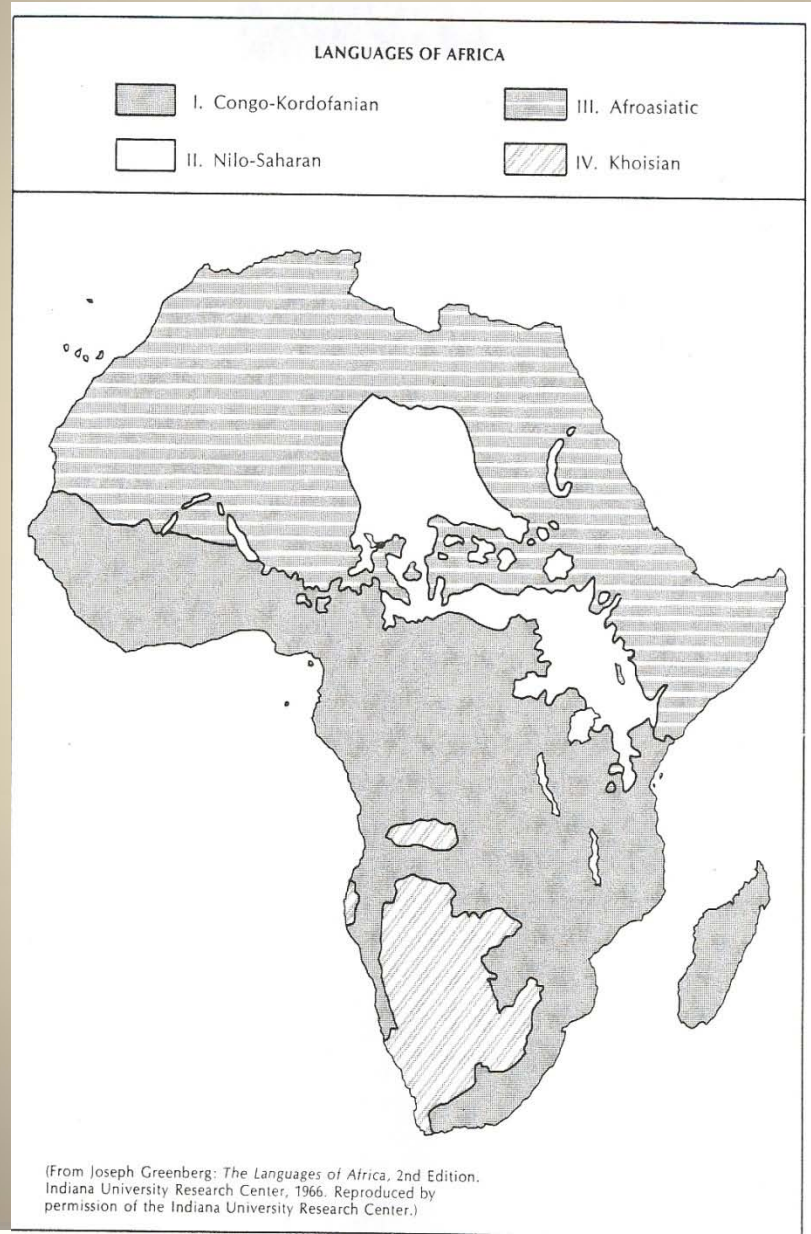 LANGUAGES OF AFRICA
I. Congo-Kordofanian
III. Afroasiatic
II. Nilo-Saharan
IV. Khoisian
(From Joseph Greenberg: The Languages of Africa, 2nd Edition.
Indiana University Research Center, 1966. Reproduced by
permission of the Indiana University Research Center.)